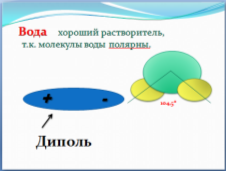 Вода хороший растворитель,
т.к. молекулы воды полярны.
+ -
104,5°
Диполь